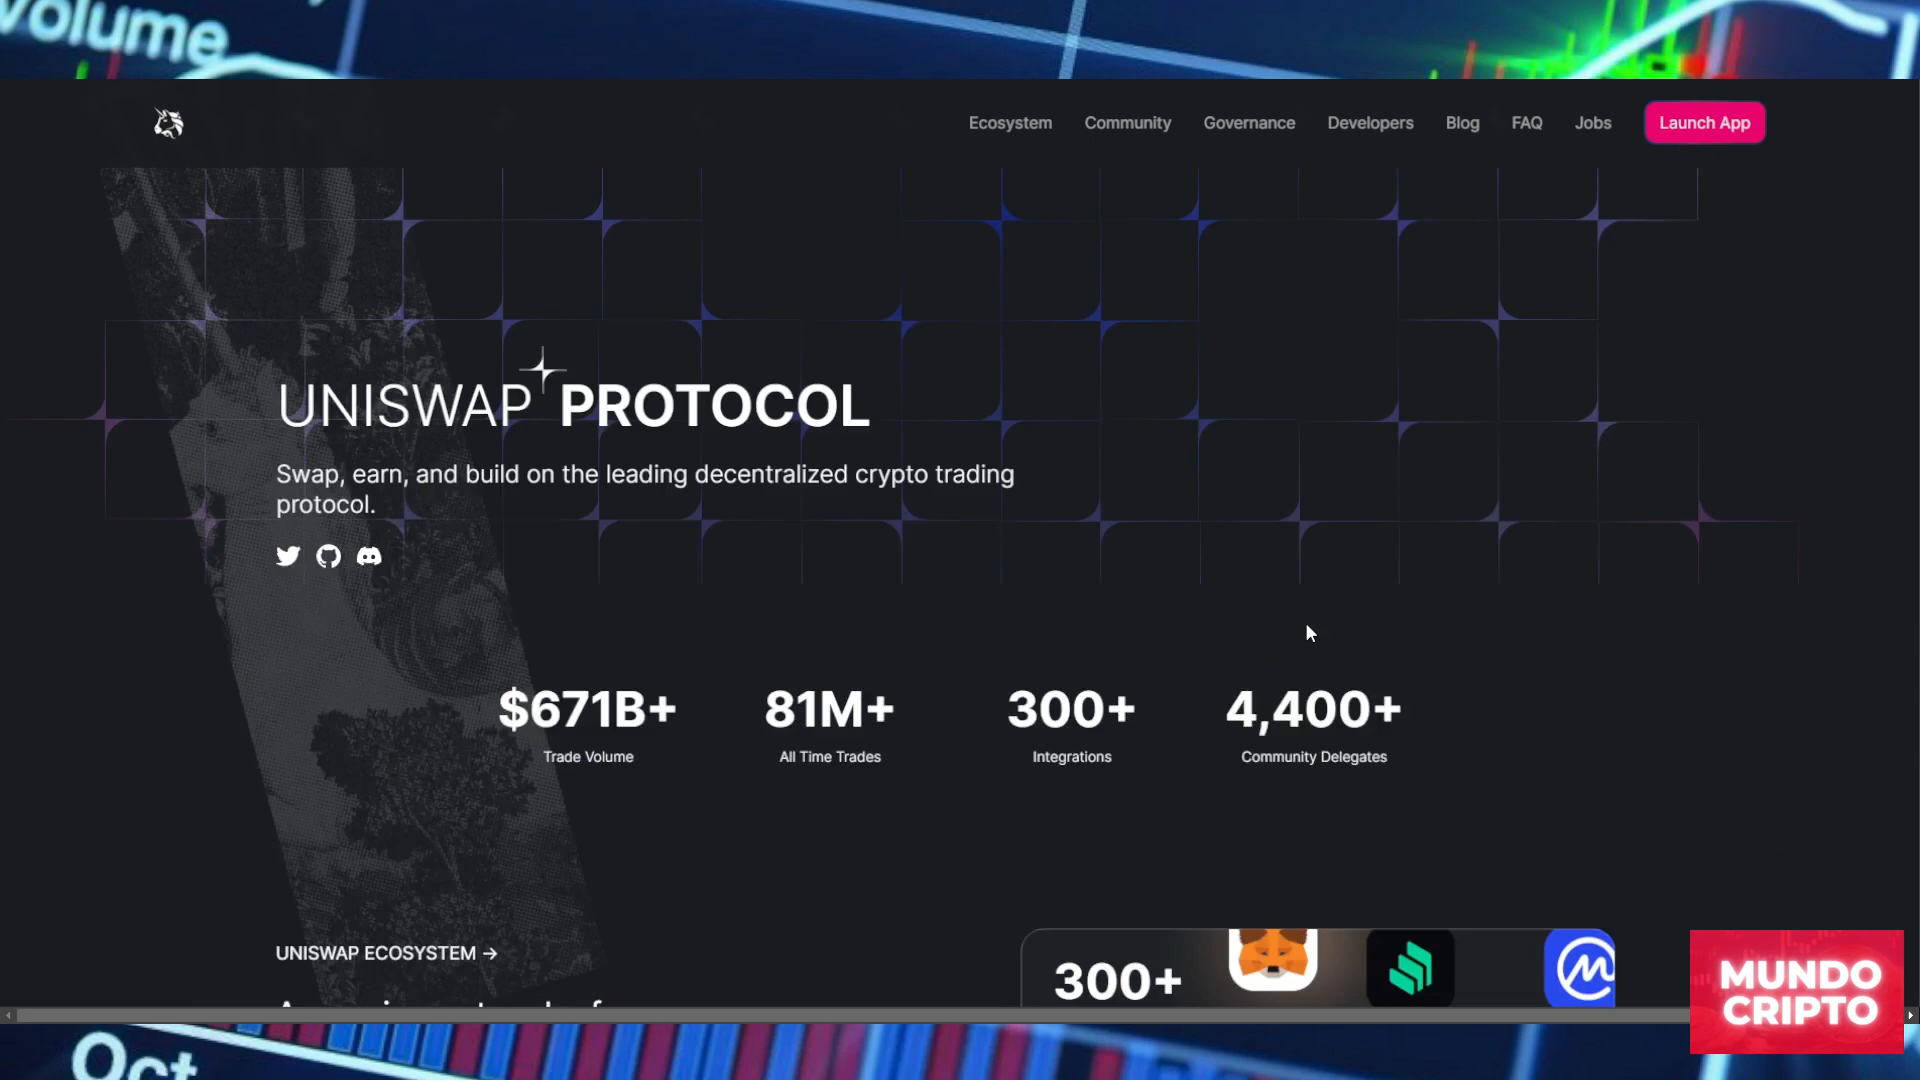 Volume
Ecosystem Community Governance Developers Blog FAQ Jobs Launch App
UNISWAP PROTOCOL
Swap, earn, and build on the leading decentralized crypto trading
protocol.
$671B+ 81M+ 300+ 4,400+
Trade Volume All Time Trades Integrations Community Delegates
UNISWAP ECOSYSTEM →
300+
MUNDO
CRIPTO
Oct